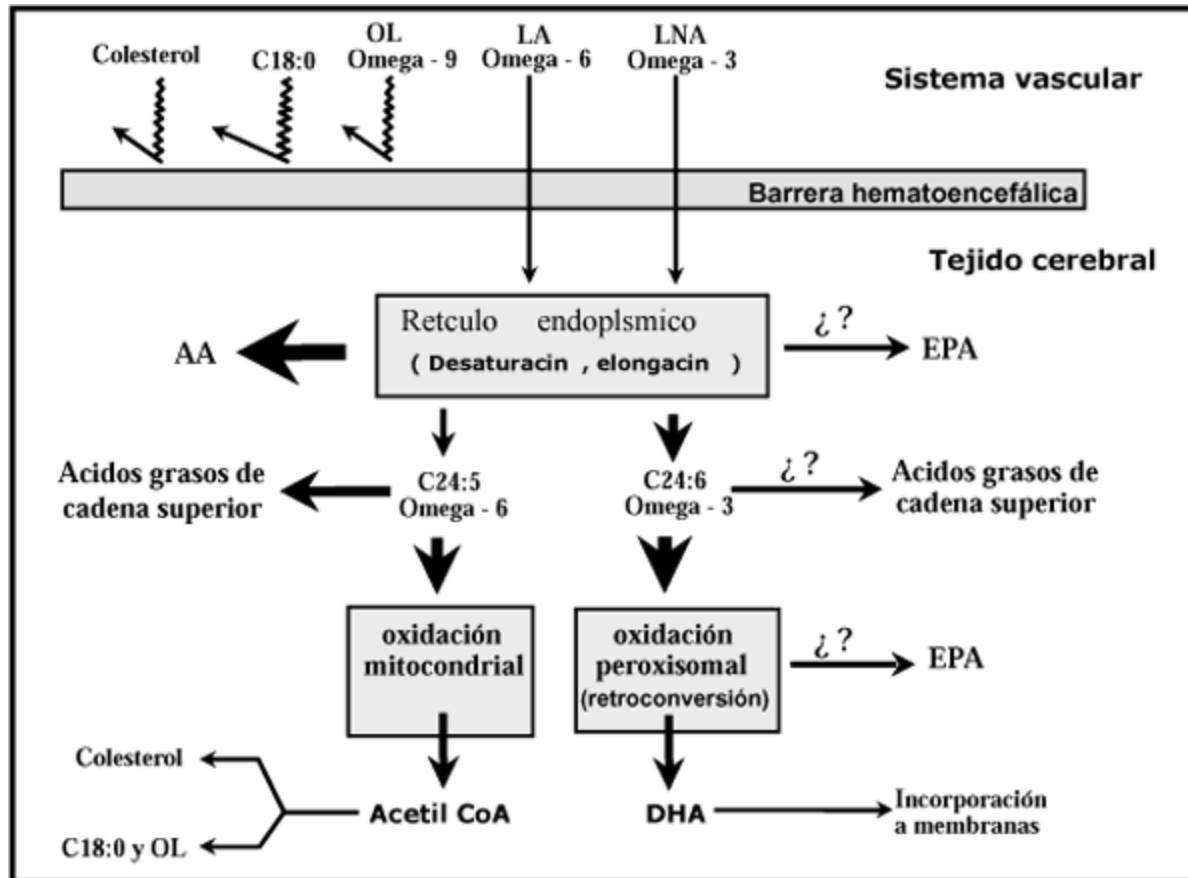 Colesterol
C18:0
OL
Omega - 9
LA
Omega - 6
LNA
Omega - 3
Sistema vascular
Barrera hematoencefálica
Tejido cerebral
Retculo endoplsmico
( Desaturacin , elongacin )
AA
¿ ?
EPA
Acidos grasos de
cadena superior
C24:5
Omega - 6
C24:6
Omega - 3
¿ ?
Acidos grasos de
cadena superior
oxidación
mitocondrial
oxidación
peroxisomal
(retroconversión)
¿ ?
EPA
Colesterol
C18:0 y OL
Acetil CoA
DHA
Incorporación
a membranas